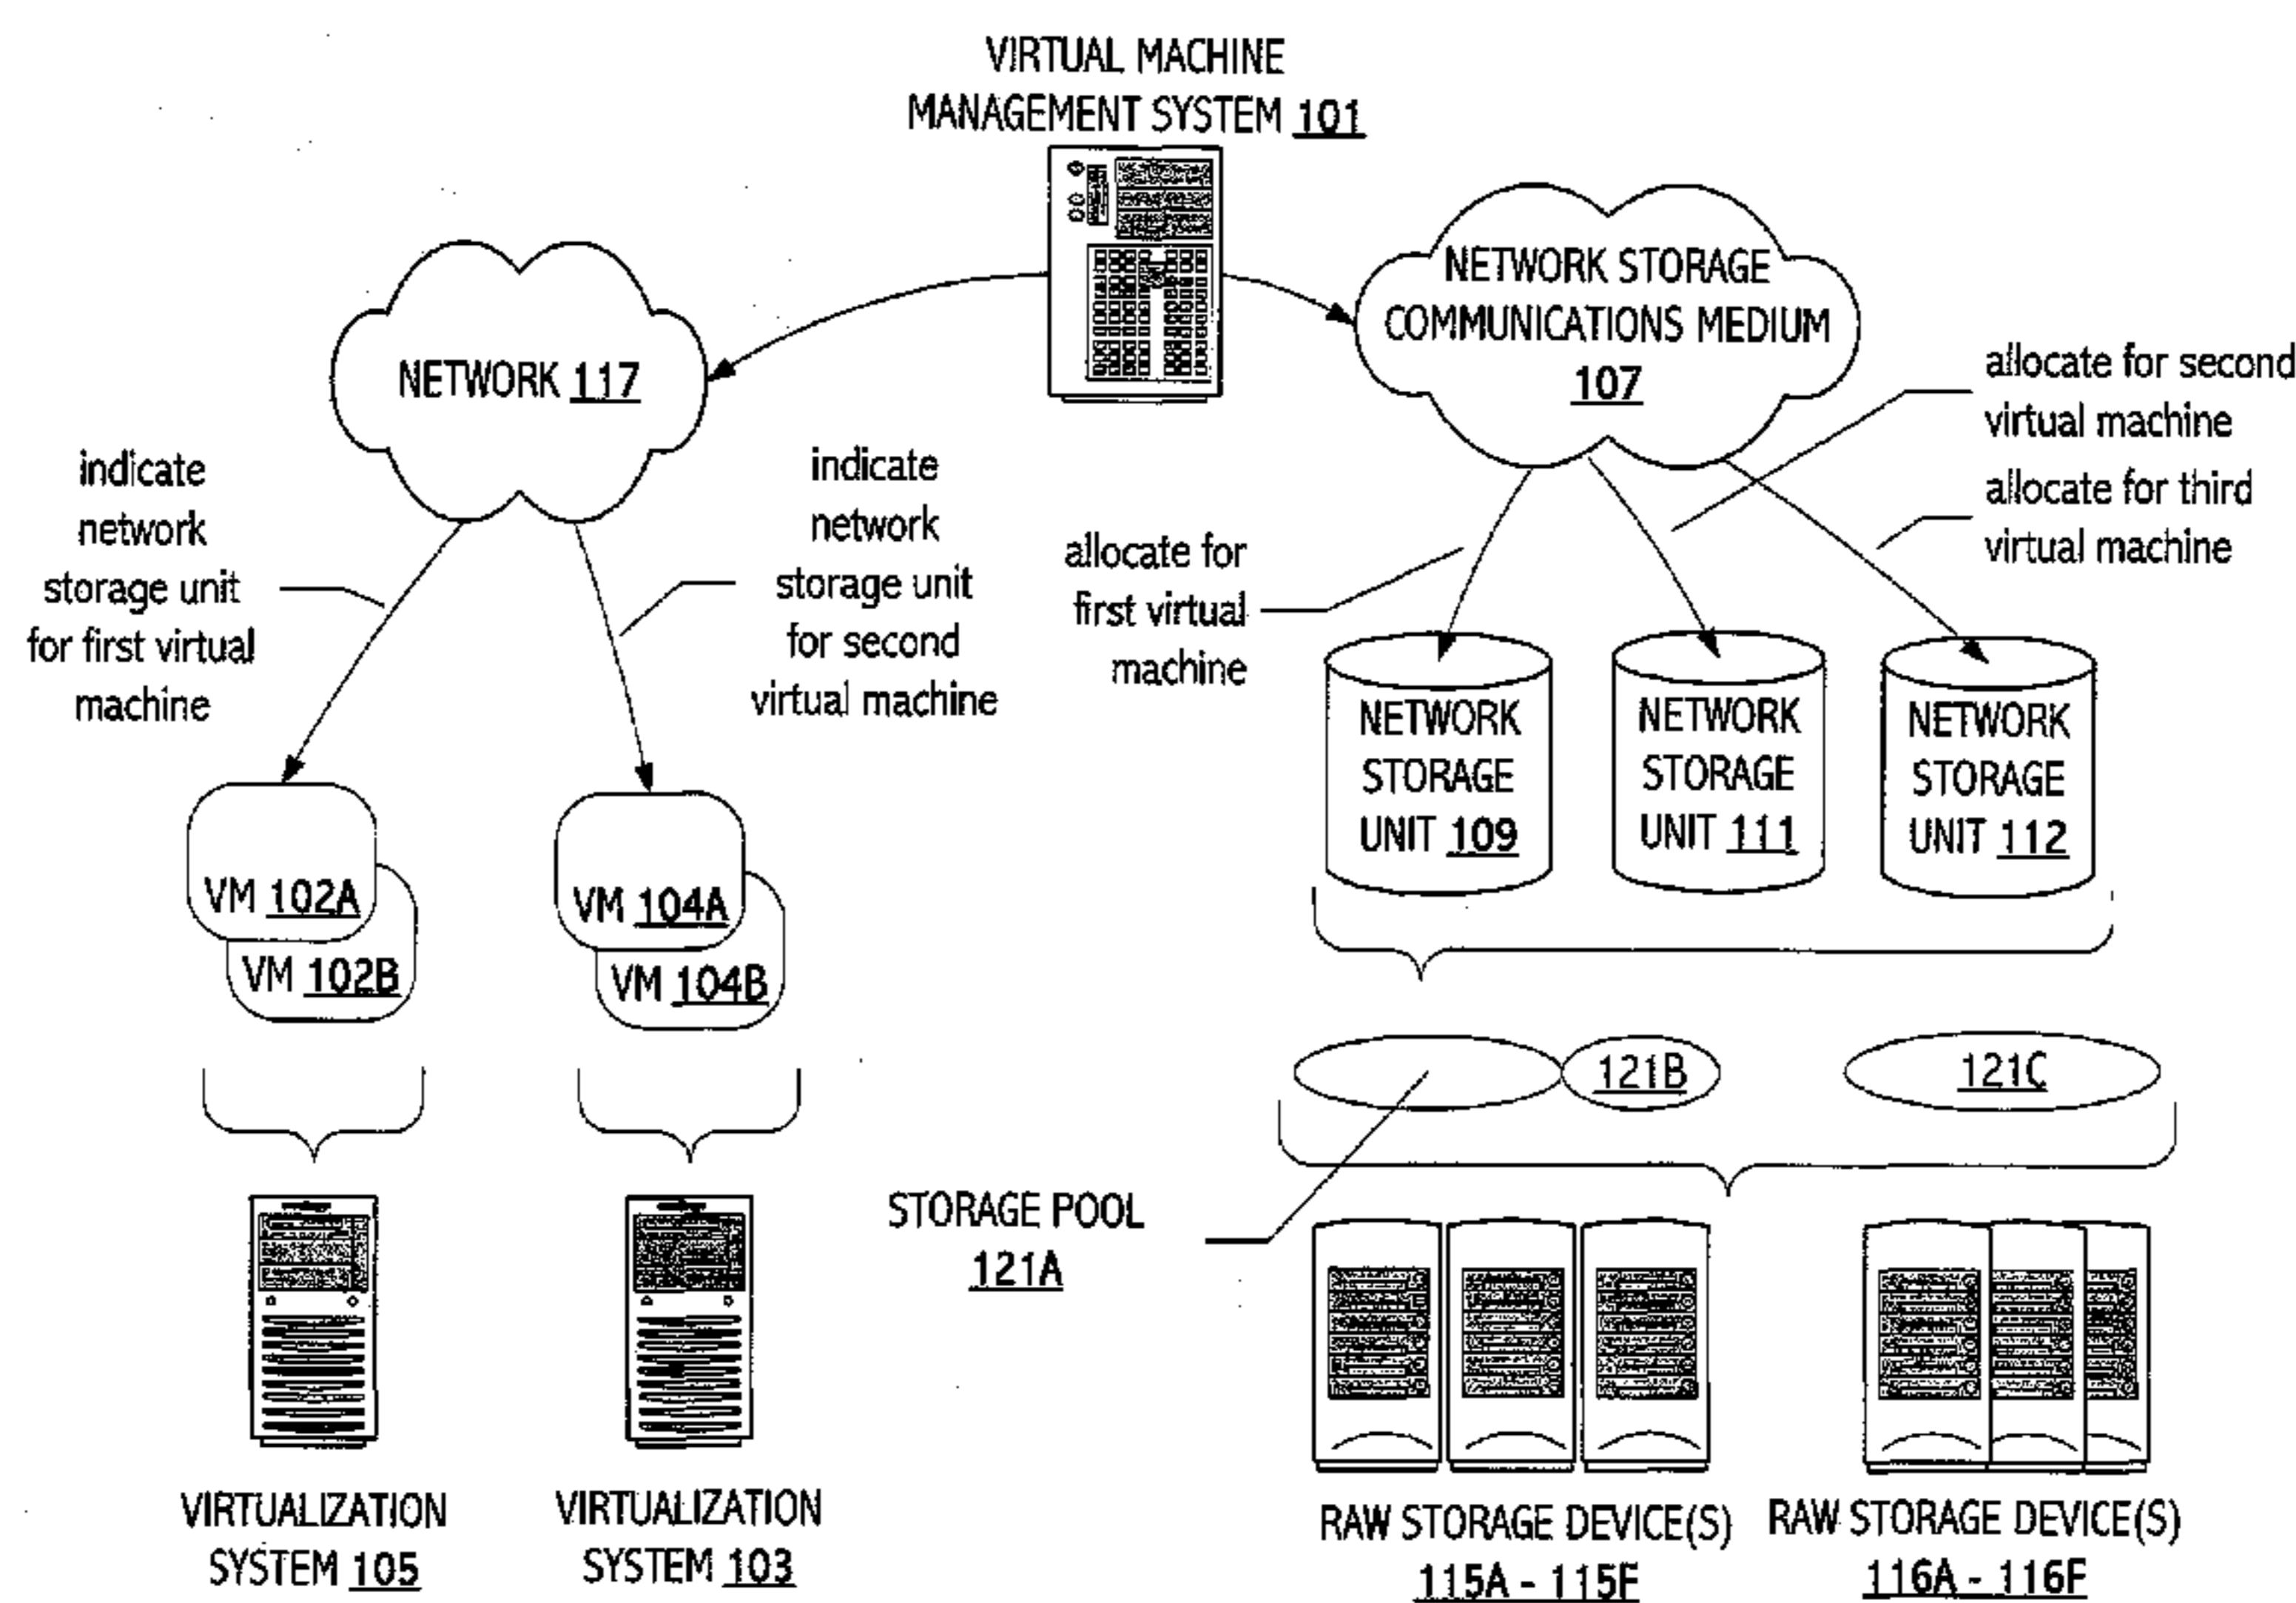 VIRTUAL MACHINE
MANAGEMENT SYSTEM 101
NETWORK 117
NETWORK STORAGE
COMMUNICATIONS MEDIUM
107
allocate for second
virtual machine
allocate for third
virtual machine
indicate
network
storage unit
for first virtual
machine
indicate
network
storage unit
for second
virtual machine
allocate for
first virtual
machine
NETWORK
STORAGE
UNIT 109
NETWORK
STORAGE
UNIT 111
NETWORK
STORAGE
UNIT 112
VM 102A
VM 102B
VM 104A
VM 104B
121B
121C
STORAGE POOL
121A
VIRTUALIZATION
SYSTEM 105
VIRTUALIZATION
SYSTEM 103
RAW STORAGE DEVICE(S)
115A - 115F
RAW STORAGE DEVICE(S)
116A - 116F